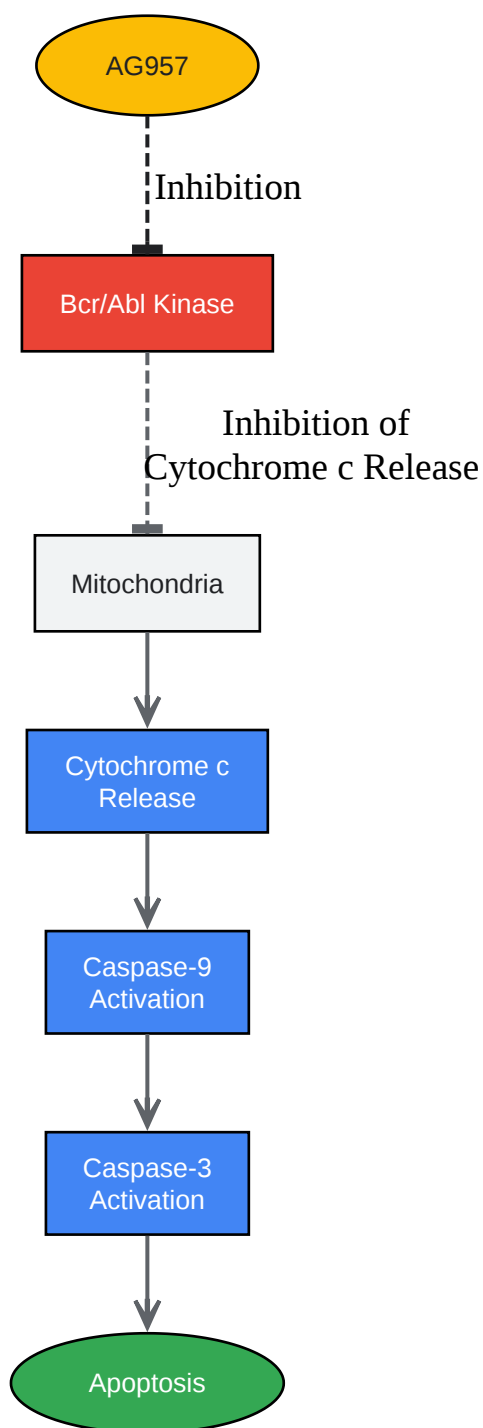 AG957
Inhibition
Bcr/Abl Kinase
Inhibition of
Cytochrome c Release
Mitochondria
Cytochrome c
Release
Caspase-9
Activation
Caspase-3
Activation
Apoptosis